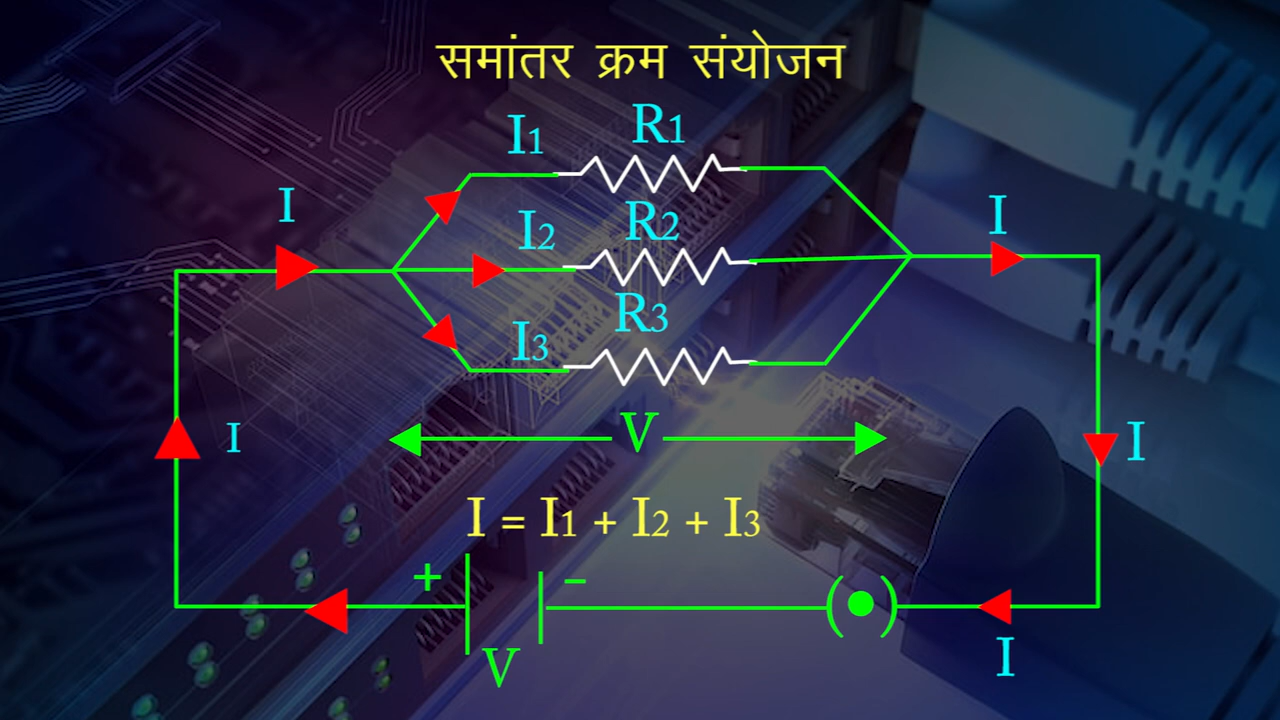 समांतर क्रम संयोजन
I1 R1
I I2 R2 I
I3 R3
I V I
I = I1 + I2 + I3
+ −
V (•) I